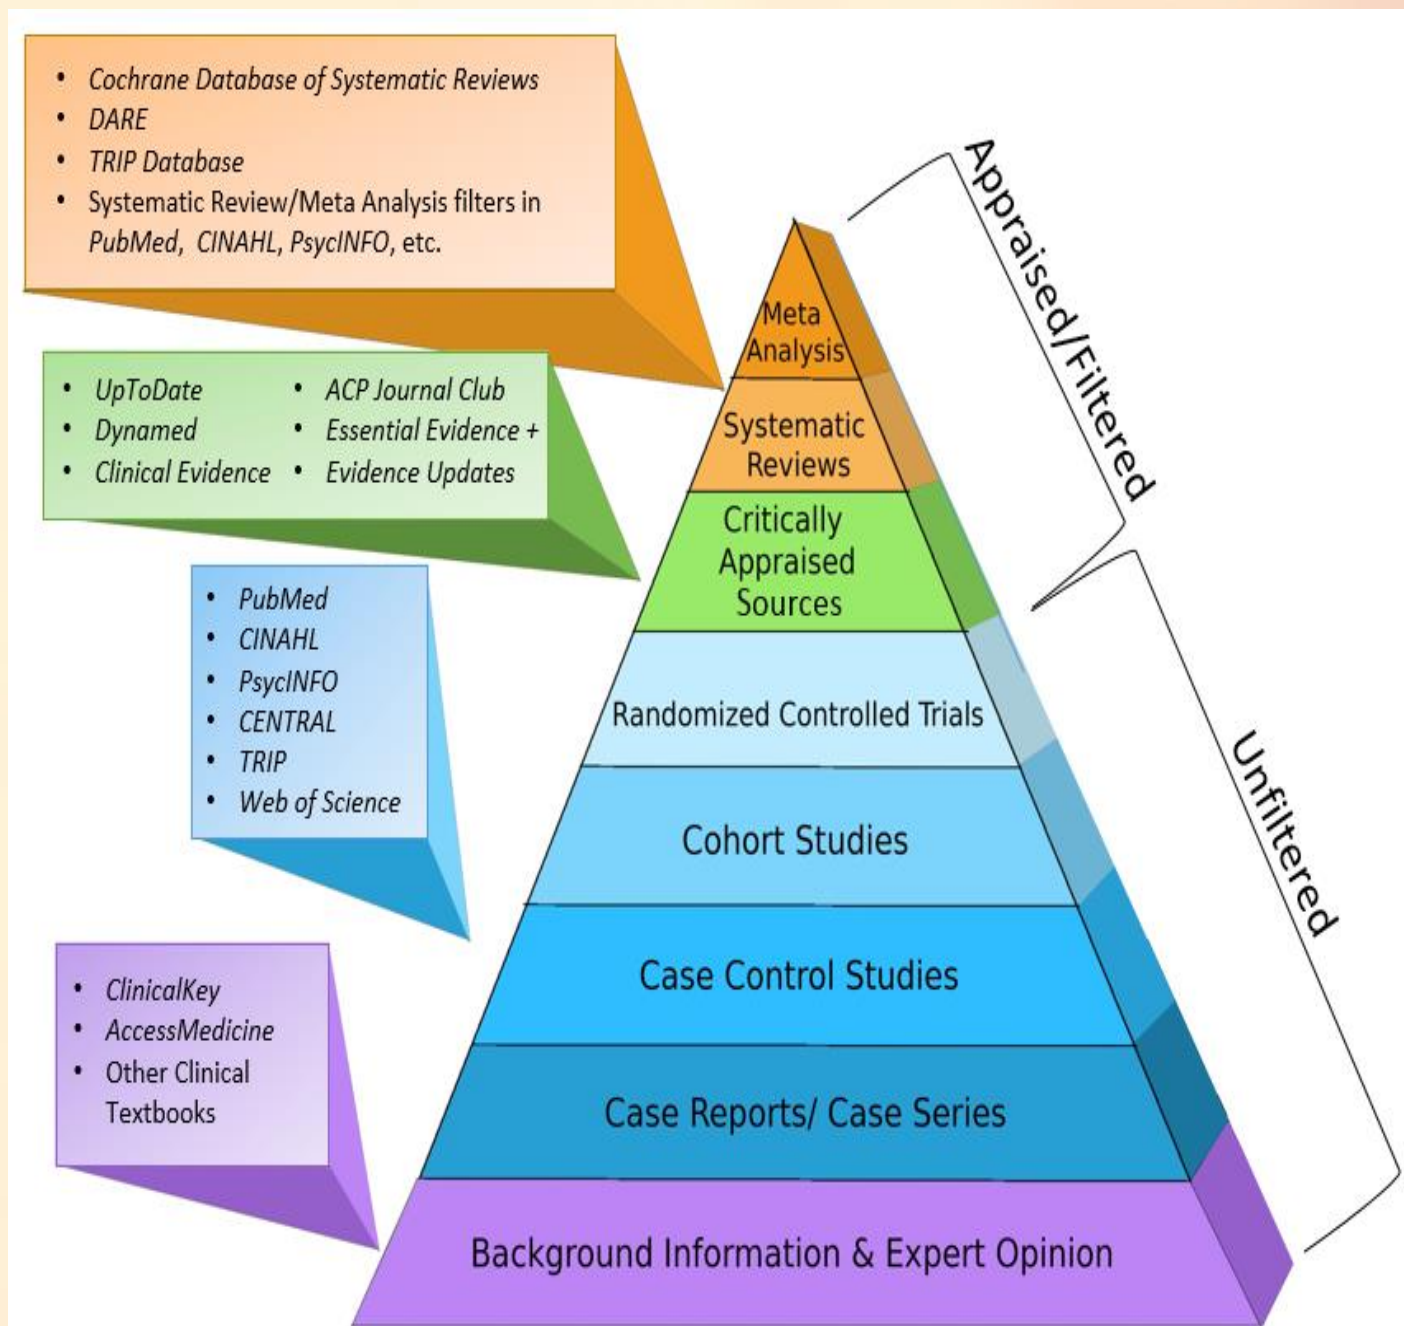 • Cochrane Database of Systematic Reviews
• DARE
• TRIP Database
• Systematic Review/Meta Analysis filters in
PubMed, CINAHL, PsycINFO, etc.
• UpToDate
• Dynamed
• Clinical Evidence
• ACP Journal Club
• Essential Evidence +
• Evidence Updates
• PubMed
• CINAHL
• PsycINFO
• CENTRAL
• TRIP
• Web of Science
• ClinicalKey
• AccessMedicine
• Other Clinical
Textbooks
Meta
Analysis
Systematic
Reviews
Critically
Appraised
Sources
Randomized Controlled Trials
Cohort Studies
Case Control Studies
Case Reports/ Case Series
Background Information & Expert Opinion
Appraised/Filtered
Unfiltered